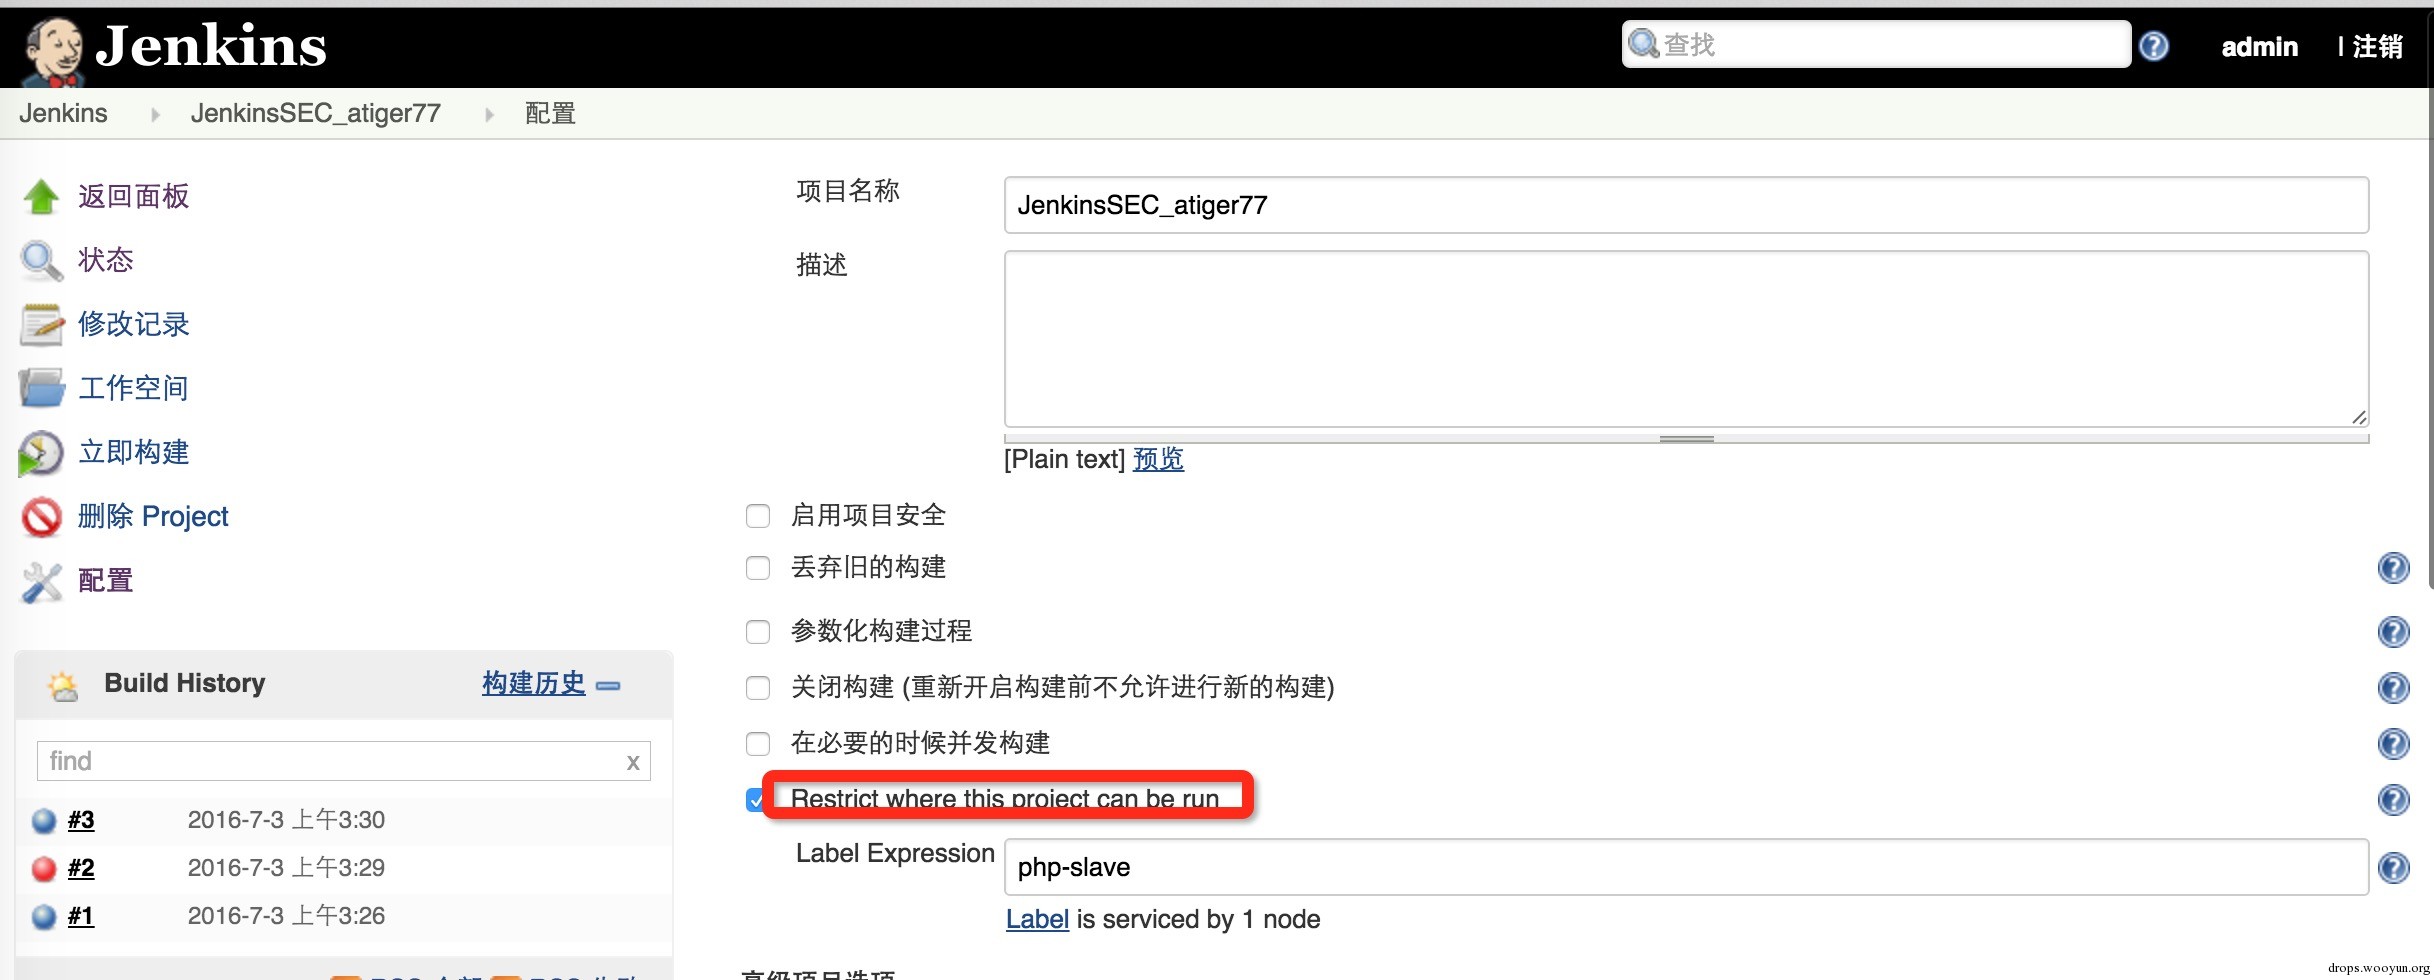 Jenkins
查找
admin
| 注销
Jenkins
JenkinsSEC_atiger77
配置
返回面板
状态
修改记录
工作空间
立即构建
删除 Project
配置
Build History
构建历史
find
x
#3 2016-7-3 上午3:30
#2 2016-7-3 上午3:29
#1 2016-7-3 上午3:26
项目名称
JenkinsSEC_atiger77
描述
[Plain text] 预览
启用项目安全
丢弃旧的构建
参数化构建过程
关闭构建 (重新开启构建前不允许进行新的构建)
在必要的时候并发构建
Restrict where this project can be run
Label Expression
php-slave
Label is serviced by 1 node
高级项目选项
drops.wooyun.org